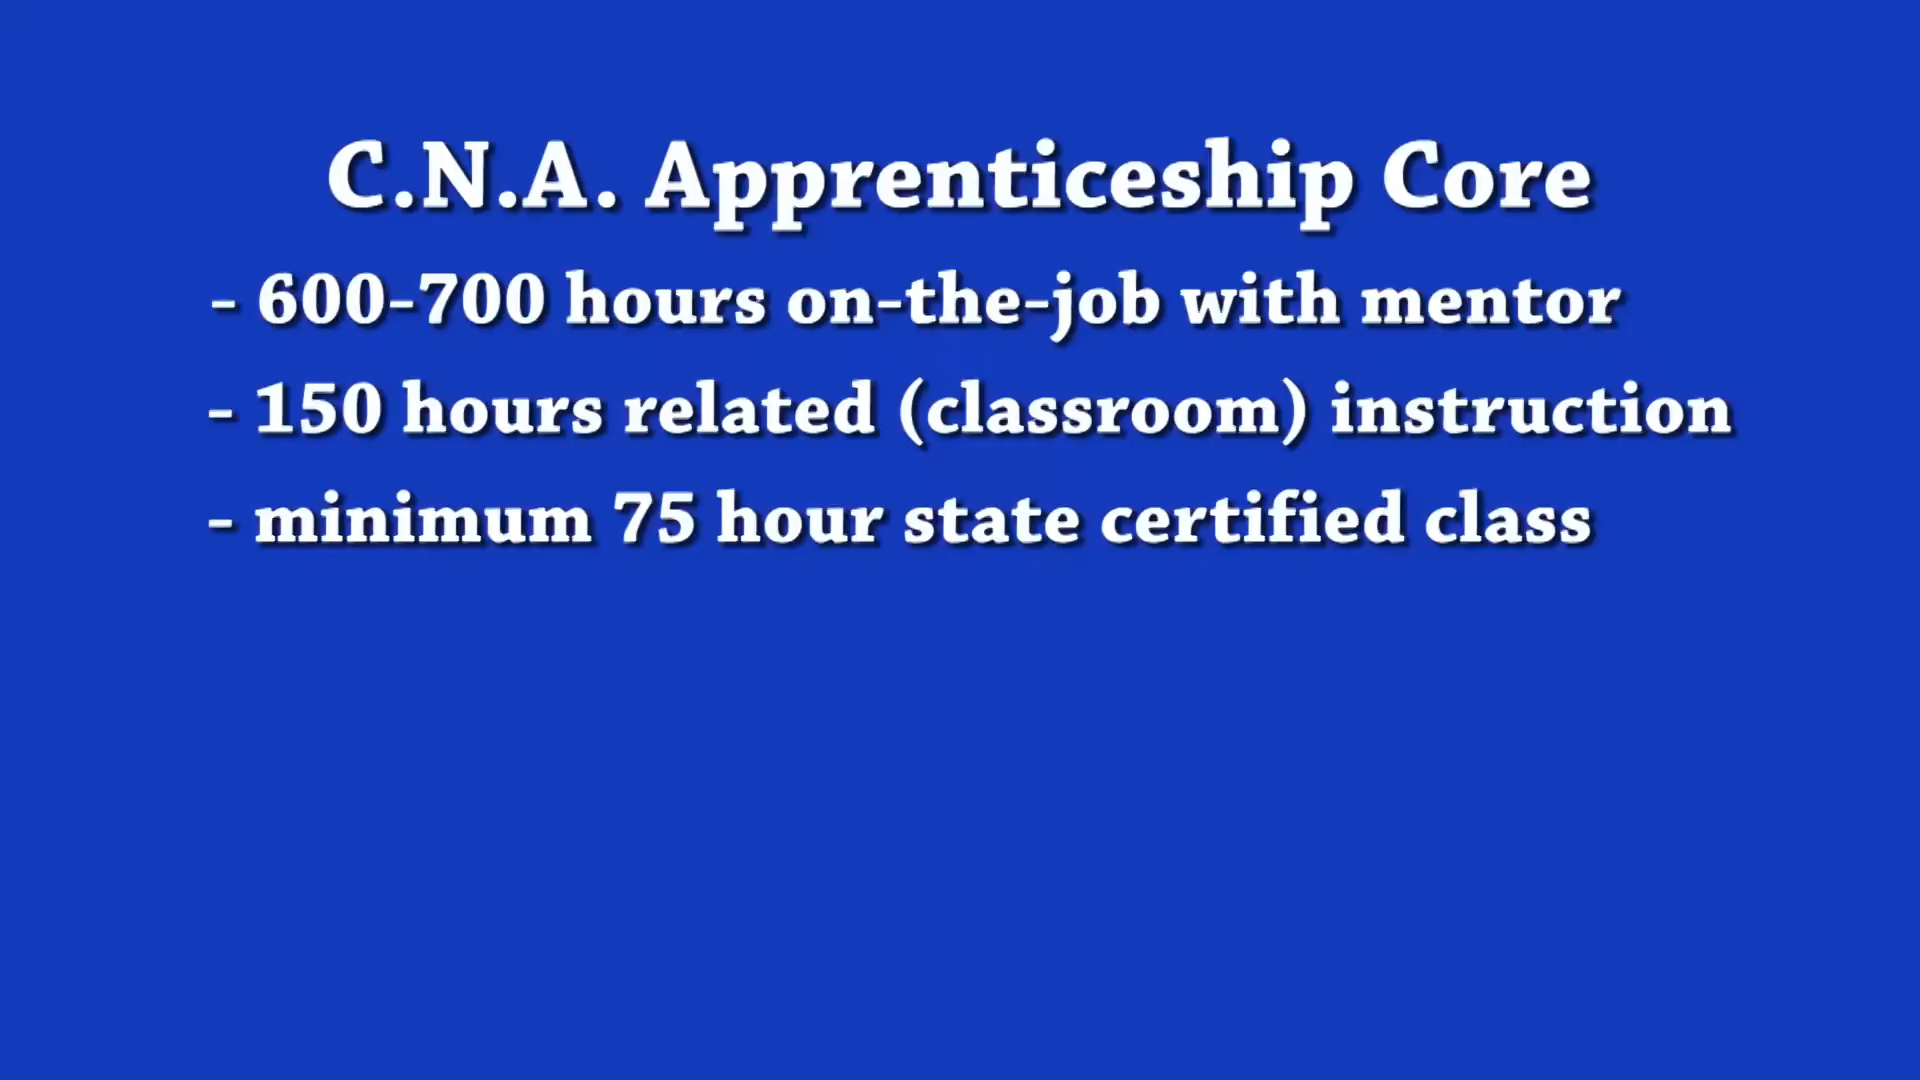 C.N.A. Apprenticeship Core
- 600-700 hours on-the-job with mentor
- 150 hours related (classroom) instruction
- minimum 75 hour state certified class